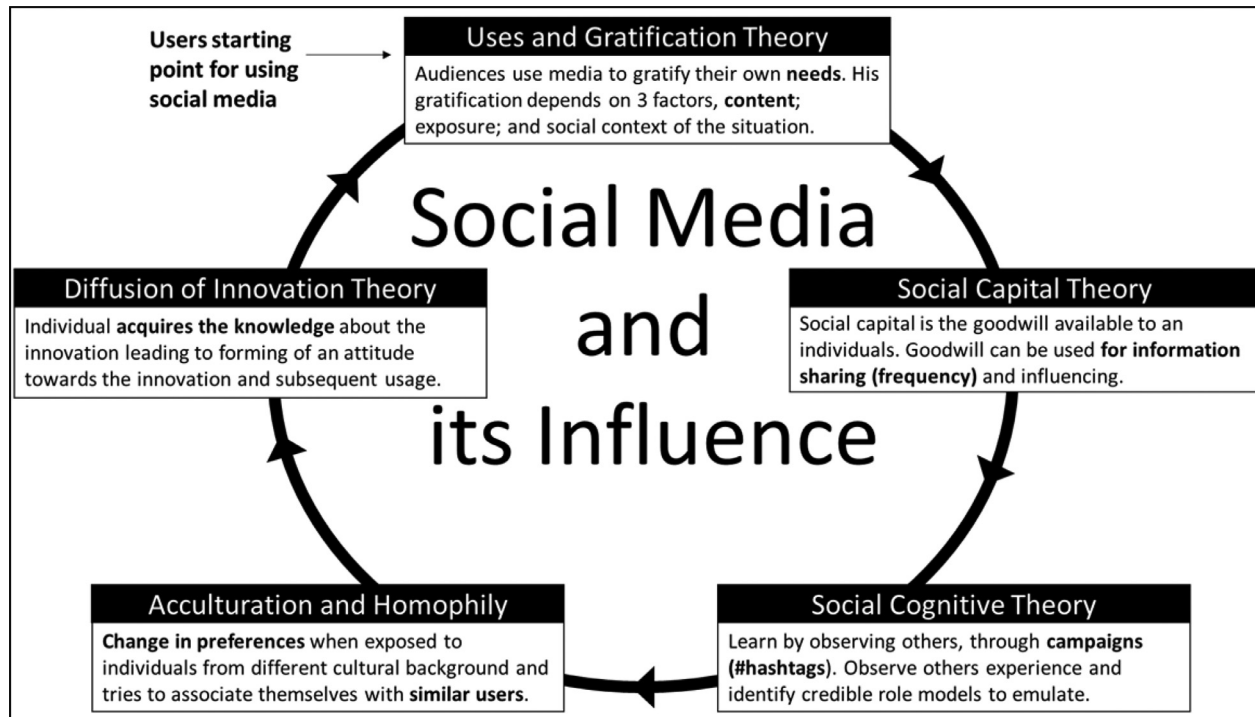 Users starting
point for using
social media
Uses and Gratification Theory
Audiences use media to gratify their own needs. His
gratification depends on 3 factors, content;
exposure; and social context of the situation.
Social Media
and
its Influence
Social Capital Theory
Social capital is the goodwill available to an
individuals. Goodwill can be used for information
sharing (frequency) and influencing.
Social Cognitive Theory
Learn by observing others, through campaigns
(#hashtags). Observe others experience and
identify credible role models to emulate.
Acculturation and Homophily
Change in preferences when exposed to
individuals from different cultural background and
tries to associate themselves with similar users.
Diffusion of Innovation Theory
Individual acquires the knowledge about the
innovation leading to forming of an attitude
towards the innovation and subsequent usage.